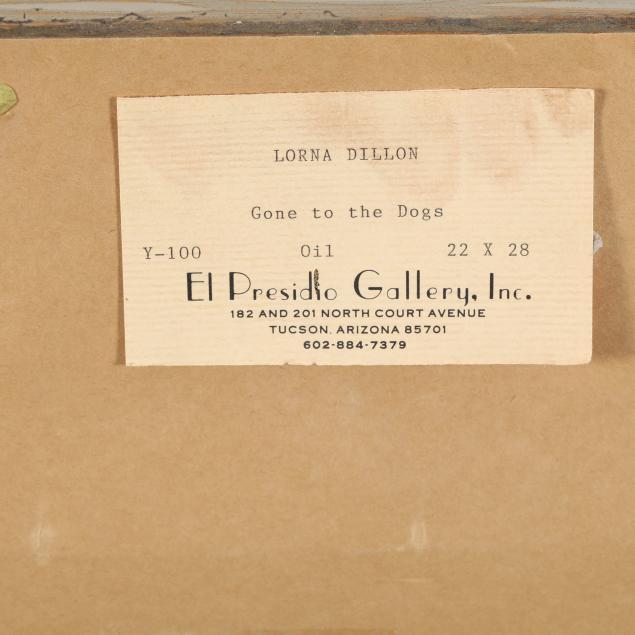 LORNA DILLON
Gone to the Dogs
Y-100 Oil 22 X 28
El Presidio Gallery, Inc.
182 AND 201 NORTH COURT AVENUE
TUCSON, ARIZONA 85701
602-884-7379